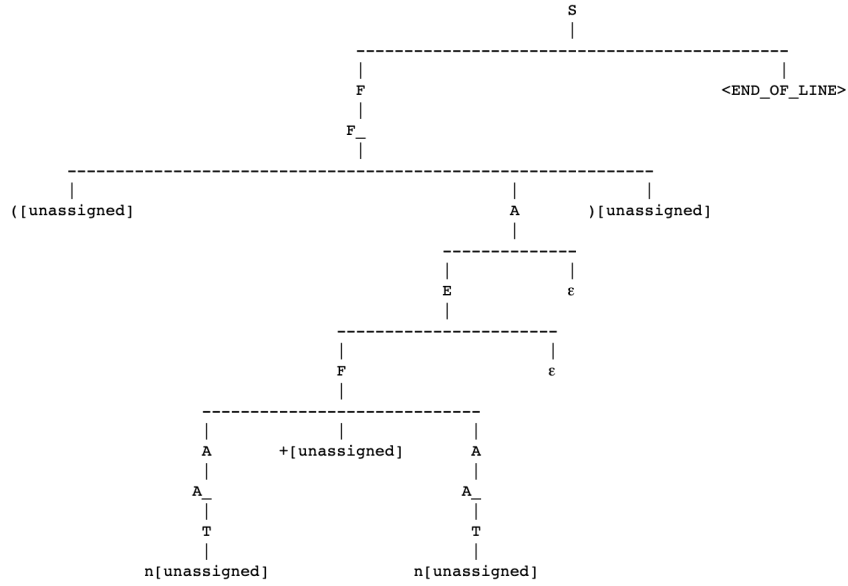 S
F <END_OF_LINE>
F_
([unassigned] A )[unassigned]
E ε
F ε
A +[unassigned] A
A_ A_
T T
n[unassigned] n[unassigned]